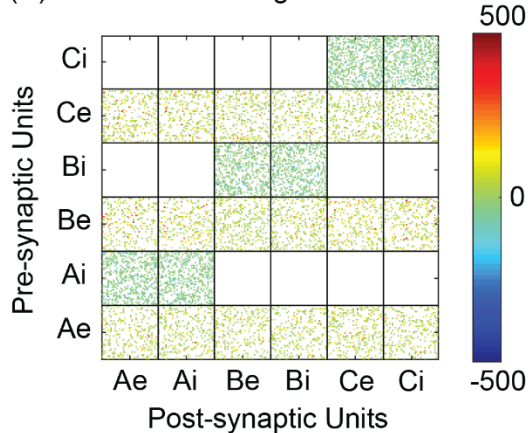 500
Ci
Ce
Bi
Be
Ai
Ae
0
-500
Pre-synaptic Units
Ae Ai Be Bi Ce Ci
Post-synaptic Units